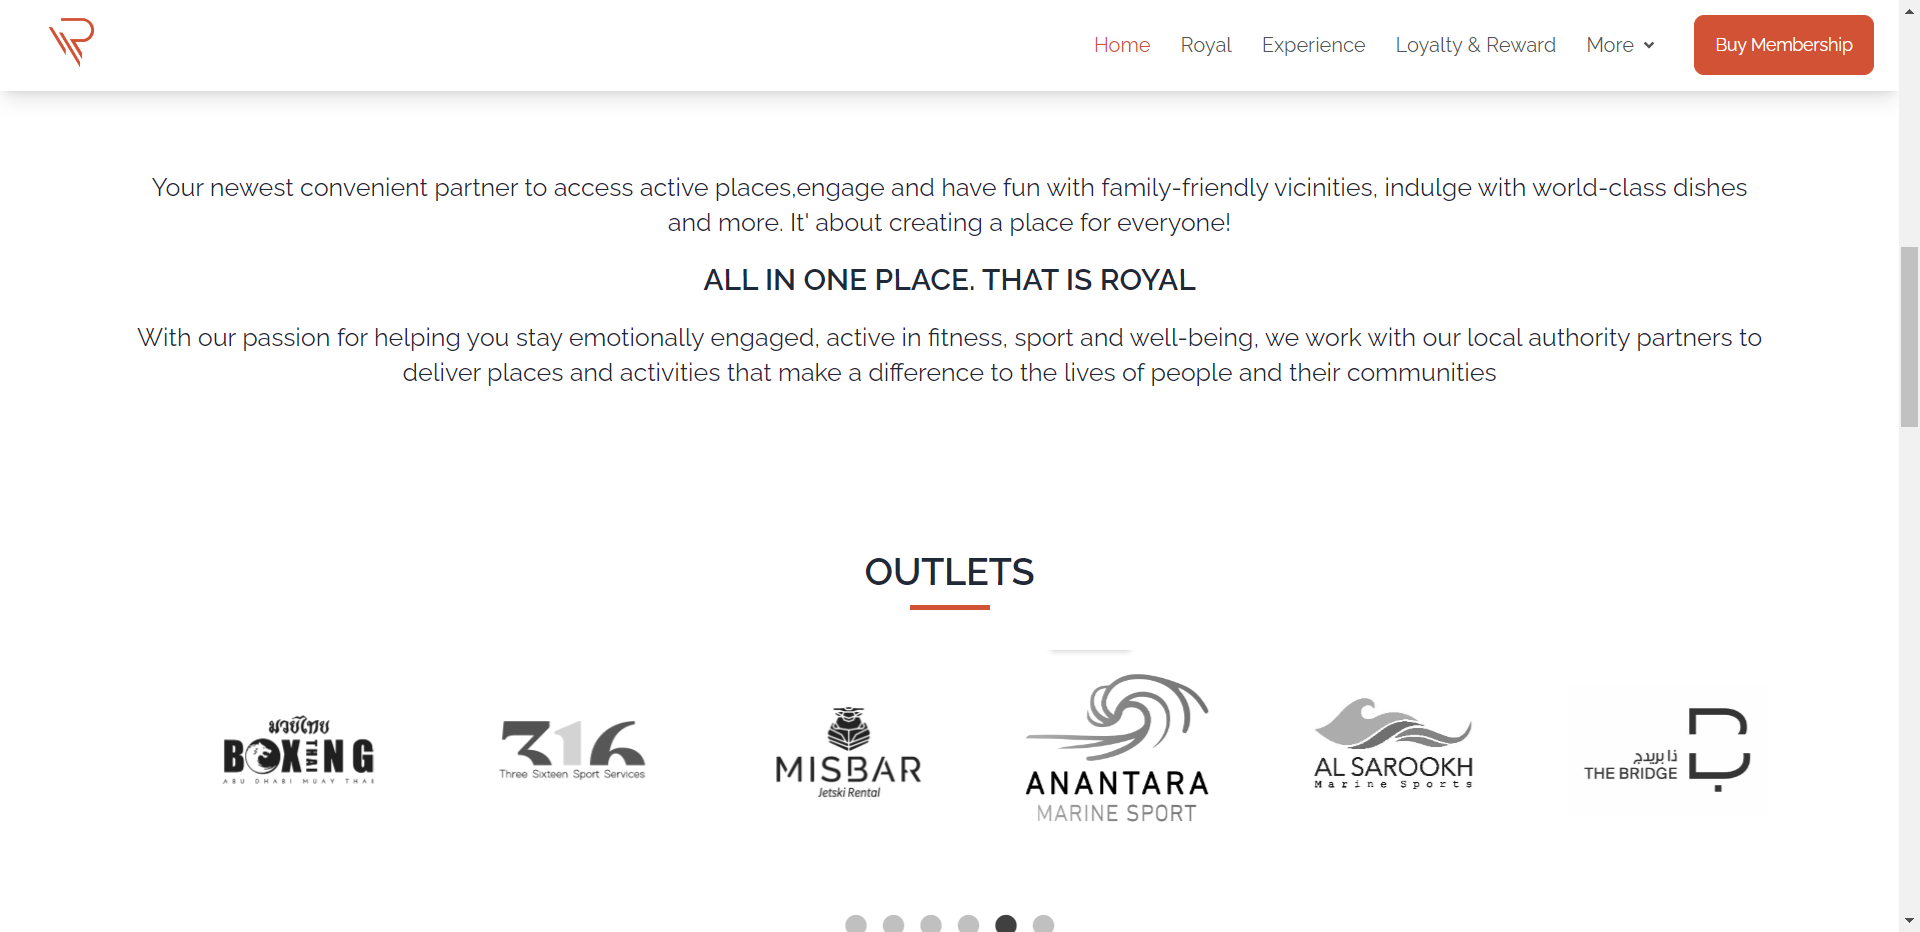 Home Royal Experience Loyalty & Reward More Buy Membership
Your newest convenient partner to access active places,engage and have fun with family-friendly vicinities, indulge with world-class dishes
and more. It' about creating a place for everyone!
ALL IN ONE PLACE. THAT IS ROYAL
With our passion for helping you stay emotionally engaged, active in fitness, sport and well-being, we work with our local authority partners to
deliver places and activities that make a difference to the lives of people and their communities
OUTLETS
มวยไทย
BOXING
THAI
ABU DHABI MUAY THAI
316
Three Sixteen Sport Services
MISBAR
Jetski Rental
ANANTARA
MARINE SPORT
AL SAROOKH
Marine Sports
ذا بريدج
THE BRIDGE